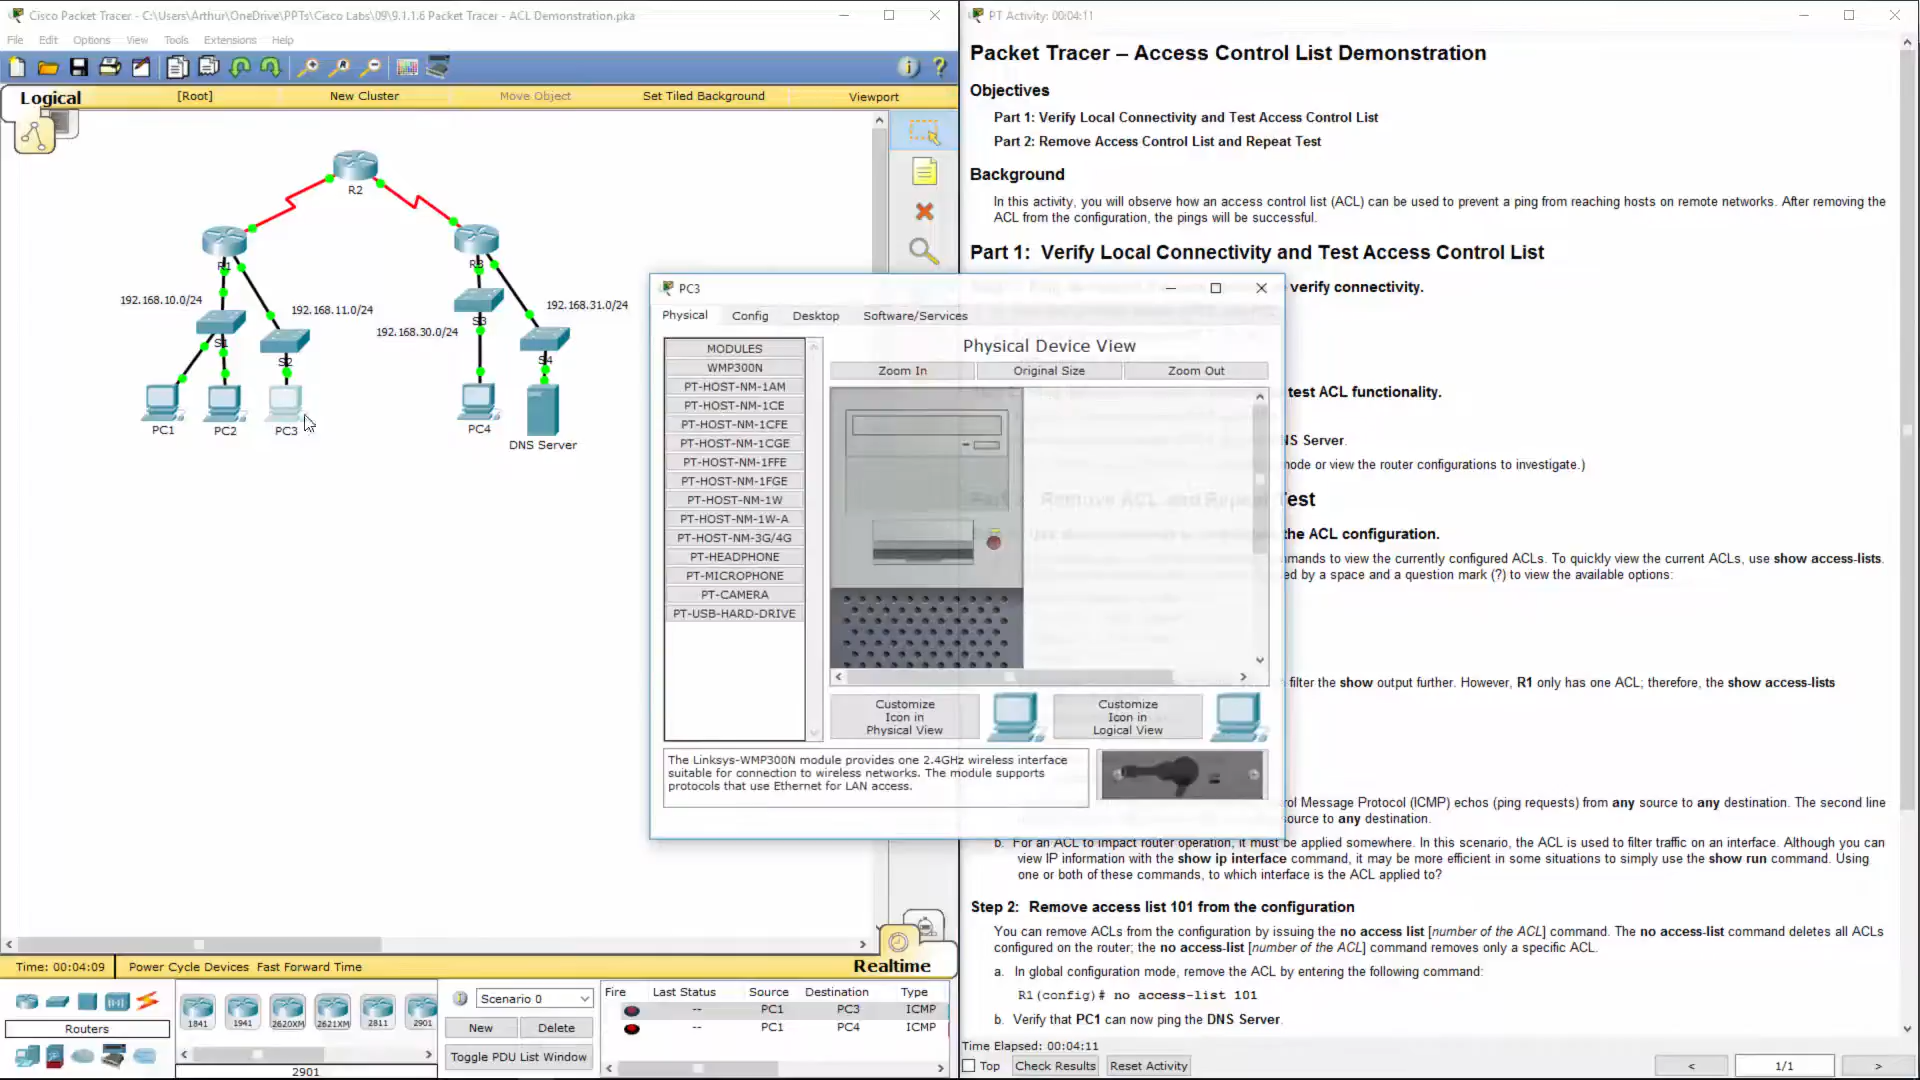 Cisco Packet Tracer - C:\Users\Arthur\OneDrive\PPTs\Cisco Labs\09\9.1.1.6 Packet Tracer - ACL Demonstration.pka
File Edit Options View Tools Extensions Help
Logical [Root] New Cluster Move Object Set Tiled Background Viewport
R2
R1
R3
192.168.10.0/24
192.168.11.0/24
192.168.30.0/24
192.168.31.0/24
S1
S2
S3
S4
PC1
PC2
PC3
PC4
DNS Server
PC3
Physical Config Desktop Software/Services
MODULES
WMP300N
PT-HOST-NM-1AM
PT-HOST-NM-1CE
PT-HOST-NM-1CFE
PT-HOST-NM-1CGE
PT-HOST-NM-1FFE
PT-HOST-NM-1FGE
PT-HOST-NM-1W
PT-HOST-NM-1W-A
PT-HOST-NM-3G/4G
PT-HEADPHONE
PT-MICROPHONE
PT-CAMERA
PT-USB-HARD-DRIVE
Physical Device View
Zoom In Original Size Zoom Out
Customize
Icon in
Physical View
Customize
Icon in
Logical View
The Linksys-WMP300N module provides one 2.4GHz wireless interface
suitable for connection to wireless networks. The module supports
protocols that use Ethernet for LAN access.
Time: 00:04:09 Power Cycle Devices Fast Forward Time
Realtime
Routers
1841 1941 2620XM 2621XM 2811 2901
2901
Scenario 0
New Delete
Toggle PDU List Window
Fire Last Status Source Destination Type
-- PC1 PC3 ICMP
-- PC1 PC4 ICMP
PT Activity: 00:04:11
Packet Tracer – Access Control List Demonstration
Objectives
Part 1: Verify Local Connectivity and Test Access Control List
Part 2: Remove Access Control List and Repeat Test
Background
In this activity, you will observe how an access control list (ACL) can be used to prevent a ping from reaching hosts on remote networks. After removing the
ACL from the configuration, the pings will be successful.
Part 1: Verify Local Connectivity and Test Access Control List
verify connectivity.
test ACL functionality.
NS Server.
ode or view the router configurations to investigate.)
Remove ACL and Repeat Test
the ACL configuration.
mands to view the currently configured ACLs. To quickly view the current ACLs, use show access-lists.
ed by a space and a question mark (?) to view the available options:
filter the show output further. However, R1 only has one ACL; therefore, the show access-lists
ol Message Protocol (ICMP) echos (ping requests) from any source to any destination. The second line
ource to any destination.
b. For an ACL to impact router operation, it must be applied somewhere. In this scenario, the ACL is used to filter traffic on an interface. Although you can
view IP information with the show ip interface command, it may be more efficient in some situations to simply use the show run command. Using
one or both of these commands, to which interface is the ACL applied to?
Step 2: Remove access list 101 from the configuration
You can remove ACLs from the configuration by issuing the no access list [number of the ACL] command. The no access-list command deletes all ACLs
configured on the router; the no access-list [number of the ACL] command removes only a specific ACL.
a. In global configuration mode, remove the ACL by entering the following command:
R1(config)# no access-list 101
b. Verify that PC1 can now ping the DNS Server.
Time Elapsed: 00:04:11
Top Check Results Reset Activity < 1/1 >